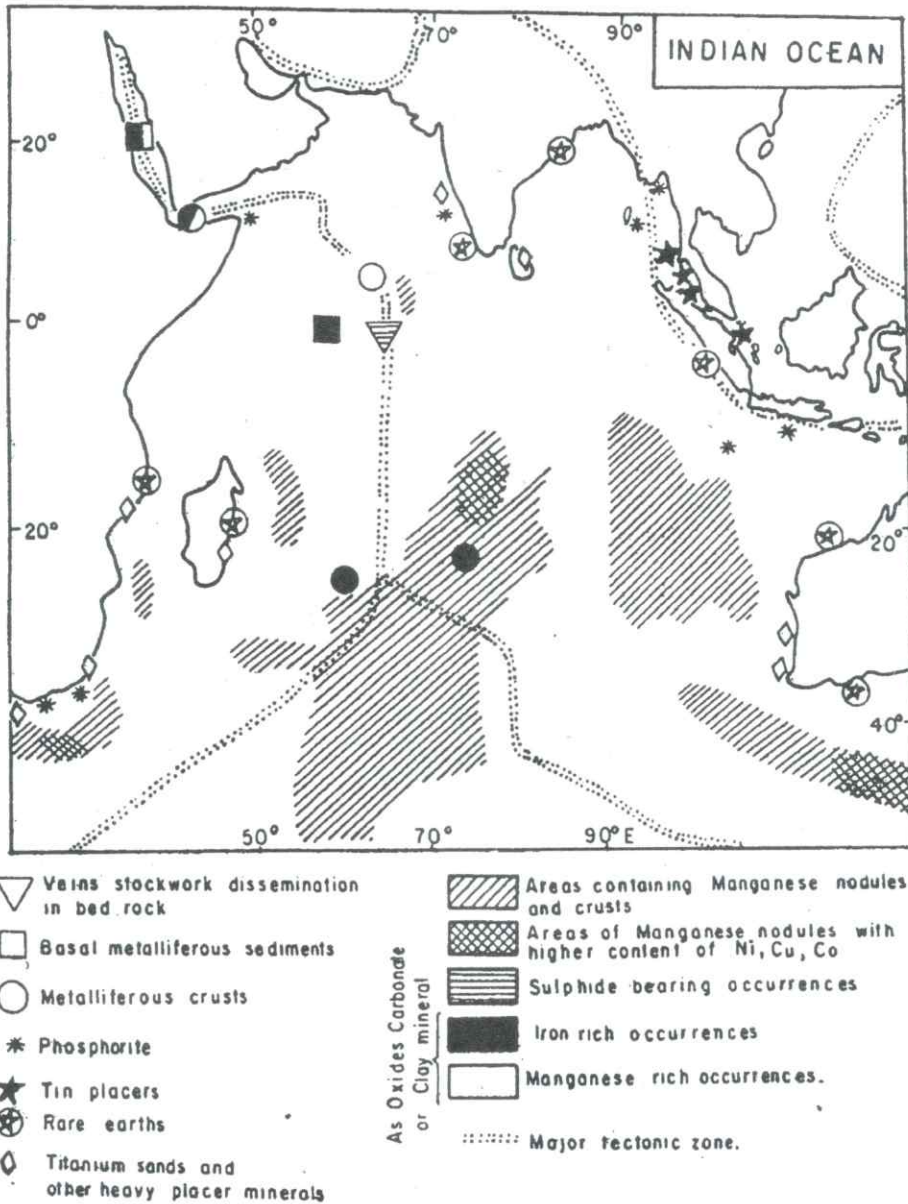 50°
70°
90°
INDIAN OCEAN
20°
0°
20°
20°
40°
40°
50°
70°
90°E
Veins stockwork dissemination
in bed rock
Basal metalliferous sediments
Metalliferous crusts
Phosphorite
Tin placers
Rare earths
Titanium sands and
other heavy placer minerals
As Oxides Carbonate
or Clay mineral
Areas containing Manganese nodules
and crusts
Areas of Manganese nodules with
higher content of Ni, Cu, Co
Sulphide bearing occurrences
Iron rich occurrences
Manganese rich occurrences.
Major tectonic zone.